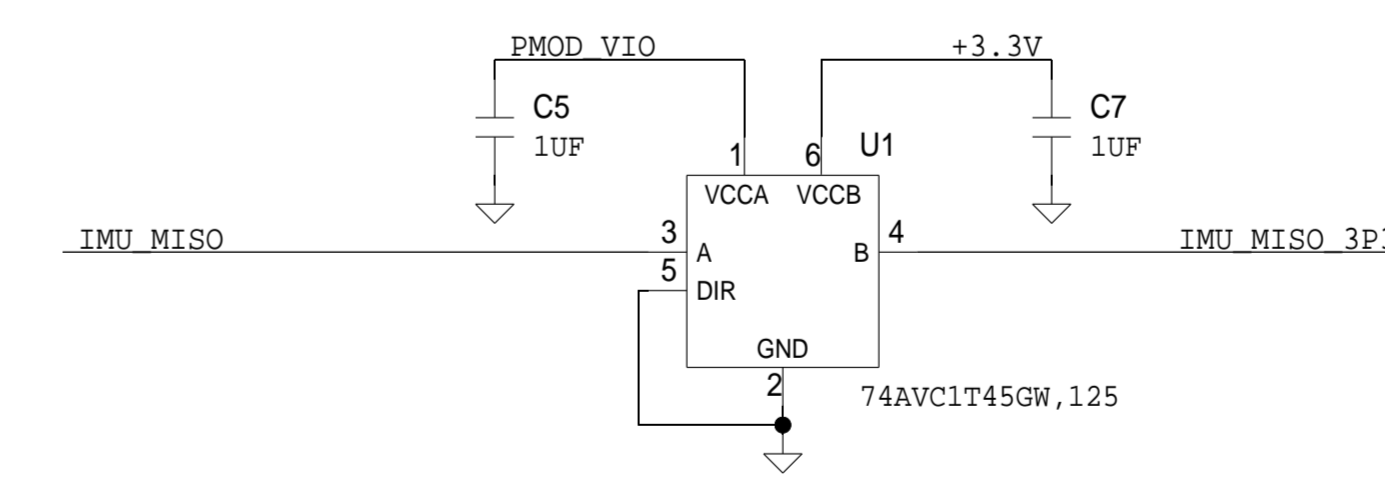 PMOD_VIO +3.3V
C5 C7
1UF 1UF
1 6 U1
VCCA VCCB
IMU_MISO 3 4 IMU_MISO_3P3
A B
5
DIR
GND
2
74AVC1T45GW,125